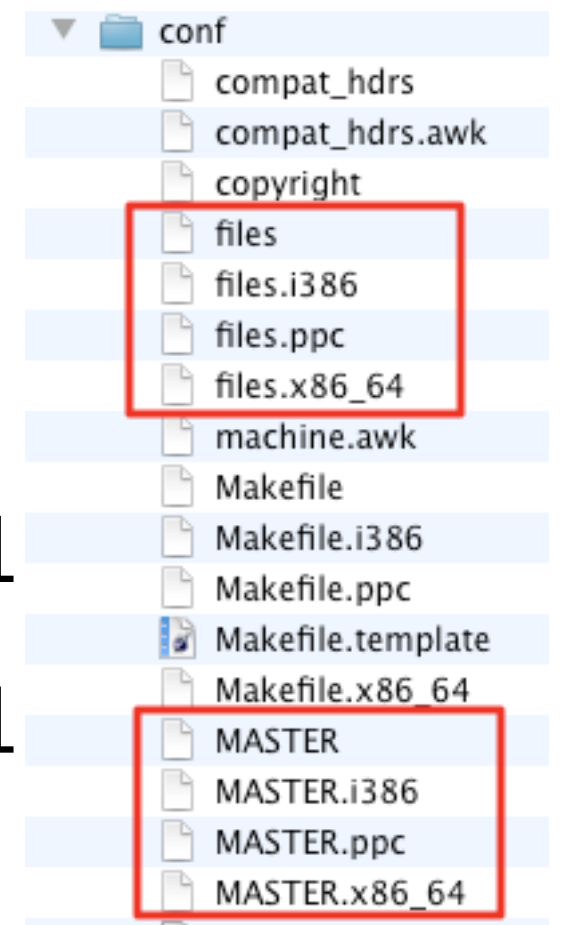 conf
compat_hdrs
compat_hdrs.awk
copyright
files
files.i386
files.ppc
files.x86_64
machine.awk
Makefile
Makefile.i386
Makefile.ppc
Makefile.template
Makefile.x86_64
MASTER
MASTER.i386
MASTER.ppc
MASTER.x86_64